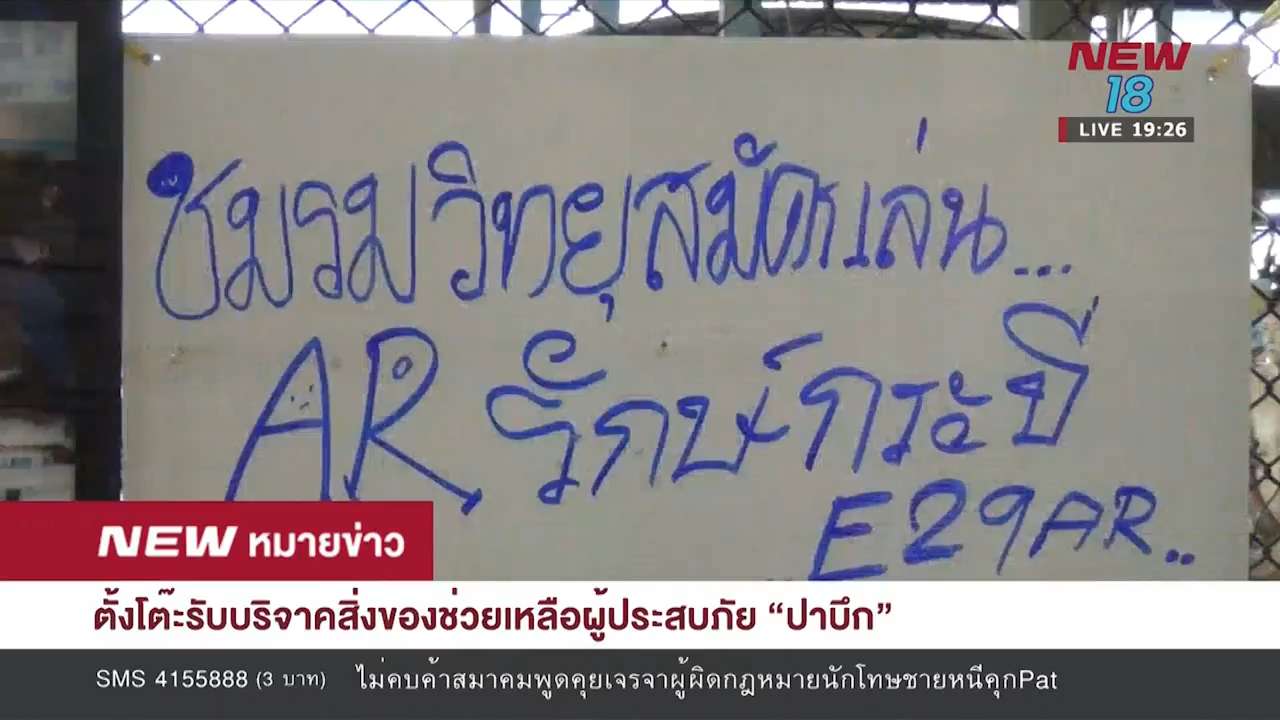 NEW
18
LIVE 19:26
ชมรมวิทยุสมัครเล่น...
AR รักษ์กระบี่
E29AR..
NEW หมายข่าว
ตั้งโต๊ะรับบริจาคสิ่งของช่วยเหลือผู้ประสบภัย “ปาบึก”
SMS 4155888 (3 บาท) ไม่คบค้าสมาคมพูดคุยเจรจาผู้ผิดกฎหมายนักโทษชายหนีคุกPat